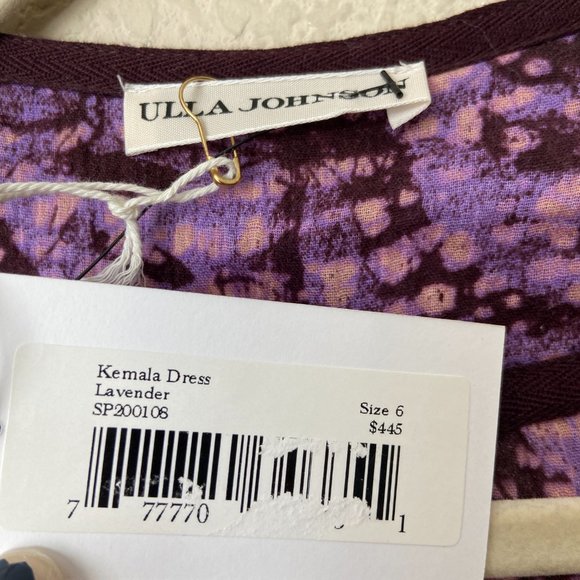 ULLA JOHNSON
Kemala Dress
Lavender
SP200108
Size 6
$445
7 77770 1